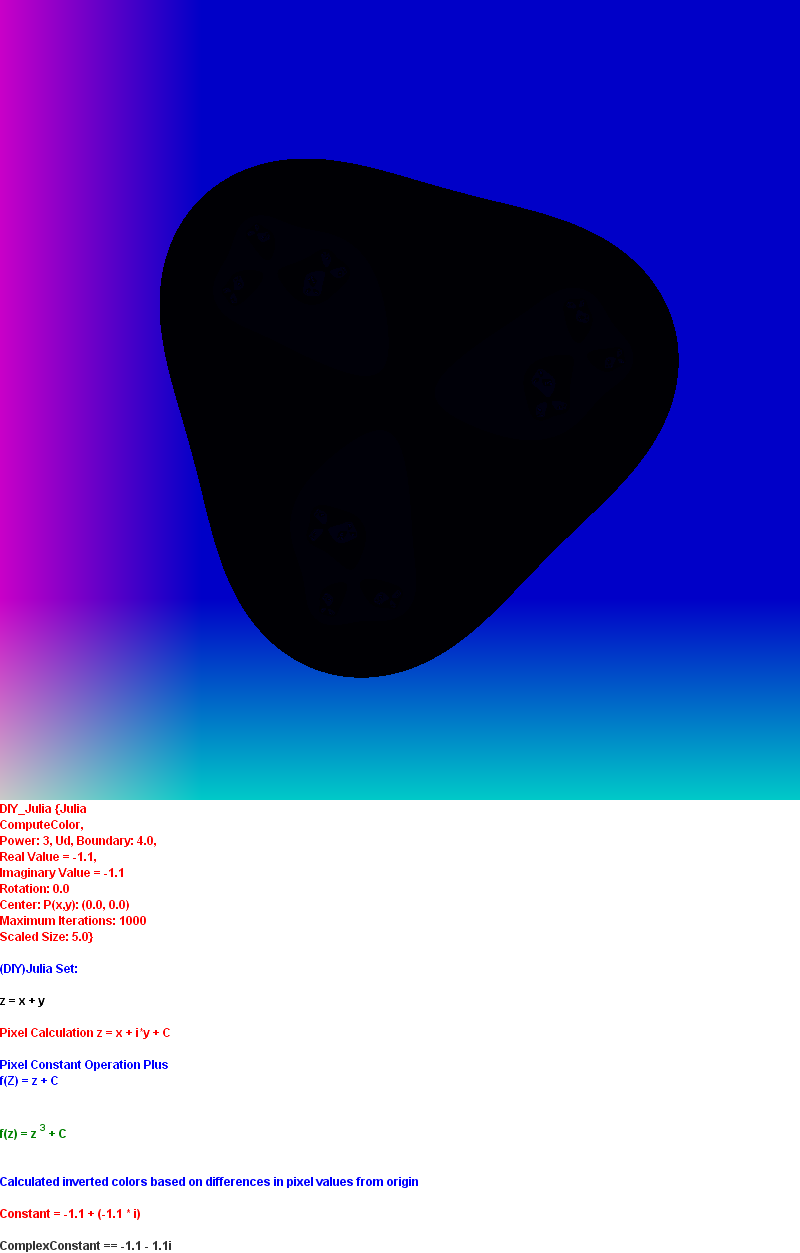 DIY_Julia {Julia
ComputeColor,
Power: 3, Ud, Boundary: 4.0,
Real Value = -1.1,
Imaginary Value = -1.1
Rotation: 0.0
Center: P(x,y): (0.0, 0.0)
Maximum Iterations: 1000
Scaled Size: 5.0}
(DIY)Julia Set:
z = x + y
Pixel Calculation z = x + i*y + C
Pixel Constant Operation Plus
f(Z) = z + C
f(z) = z ³ + C
Calculated inverted colors based on differences in pixel values from origin
Constant = -1.1 + (-1.1 * i)
ComplexConstant == -1.1 - 1.1i